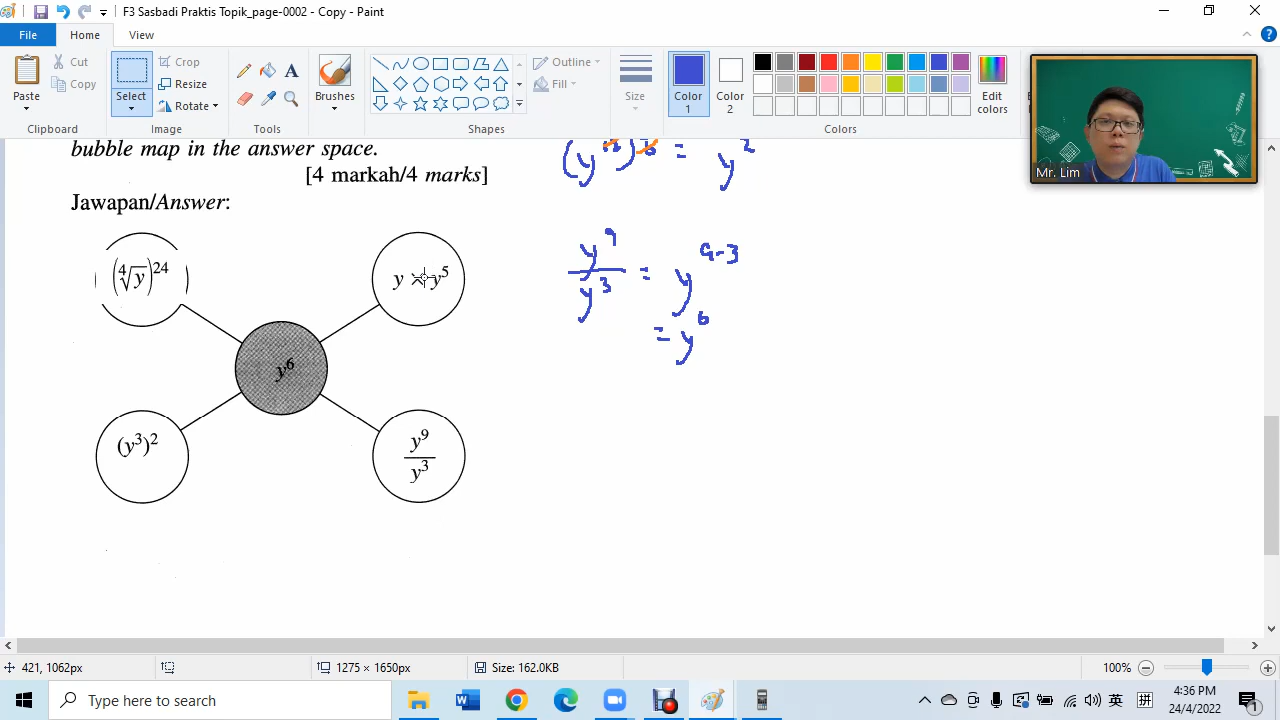 F3 Sasbadi Praktis Topik_page-0002 - Copy - Paint
File Home View
Paste Cut Copy
Select Crop Resize Rotate
A
Brushes
Outline Fill
Size
Color 1 Color 2
Edit colors
Clipboard Image Tools Shapes Colors
Mr. Lim
bubble map in the answer space.
[4 markah/4 marks]
Jawapan/Answer:
(∜y)²⁴
y × y⁵
y⁶
(y³)²
y⁹/y³
= y²
y⁹/y³ = y⁹⁻³
= y⁶
421, 1062px
1275 × 1650px
Size: 162.0KB
100%
Type here to search
英 拼
4:36 PM
24/4/2022
1